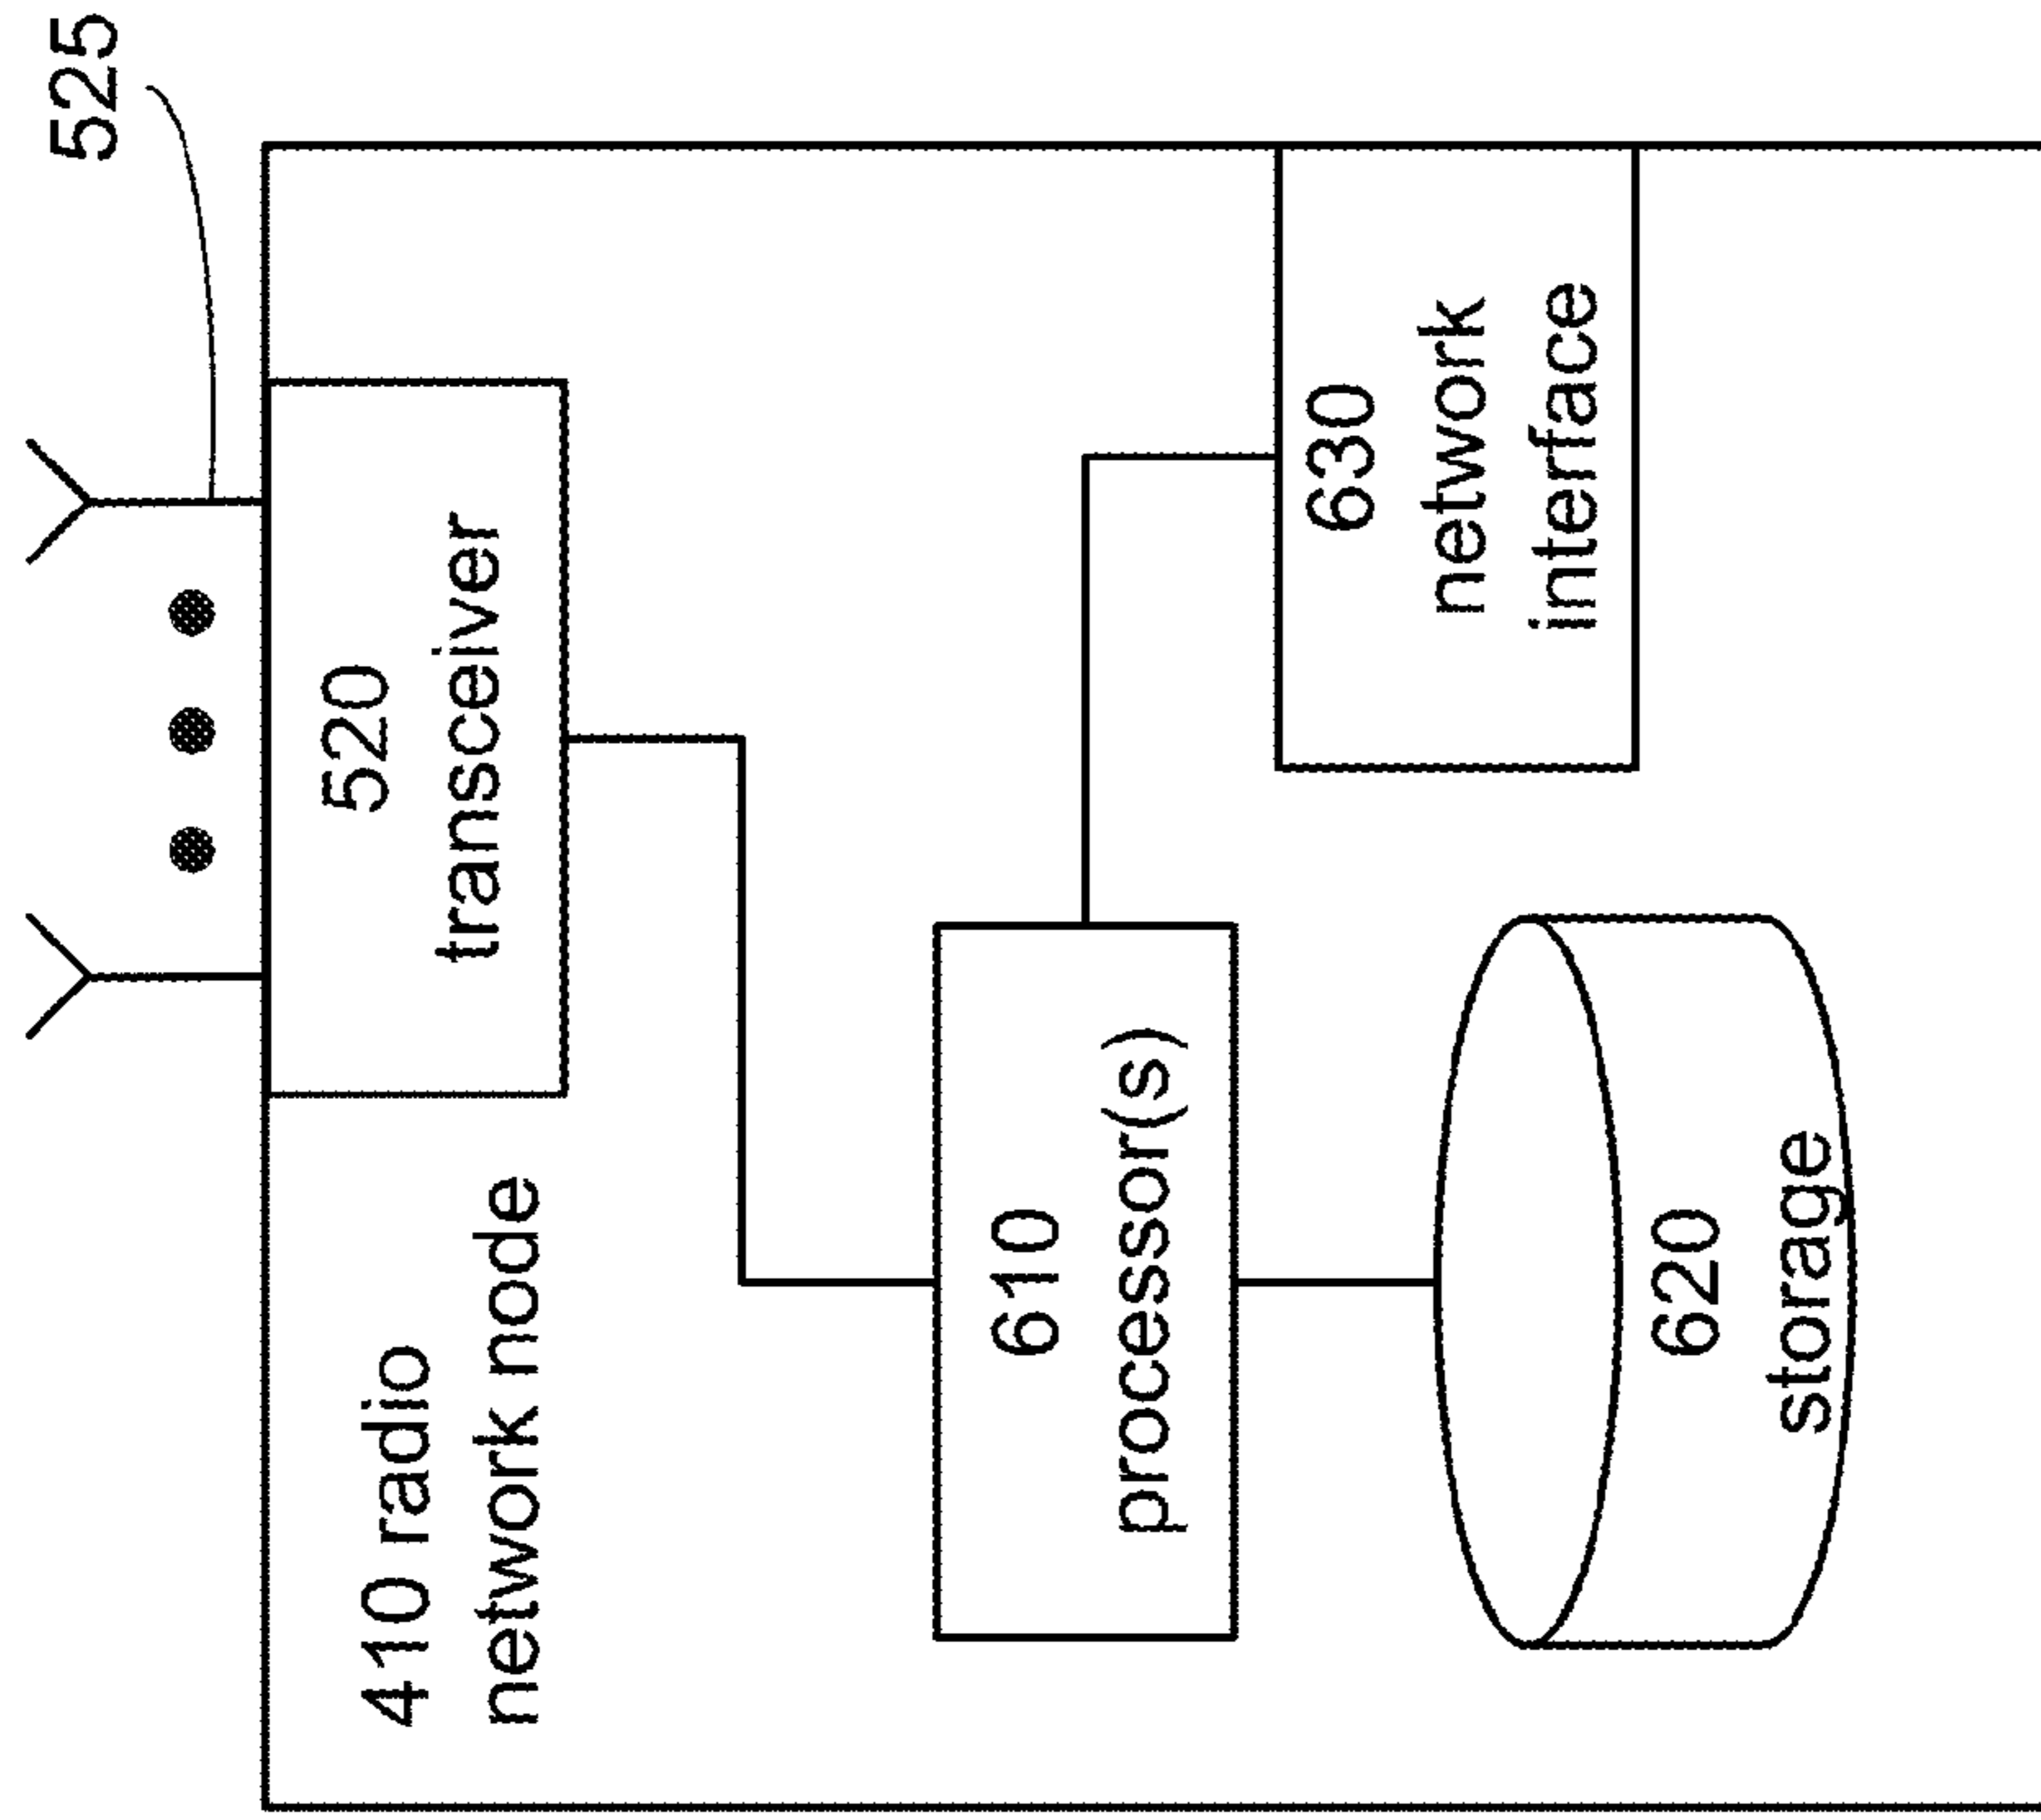 525
520
transceiver
410 radio
network node
610
processor(s)
630
network
interface
620
storage